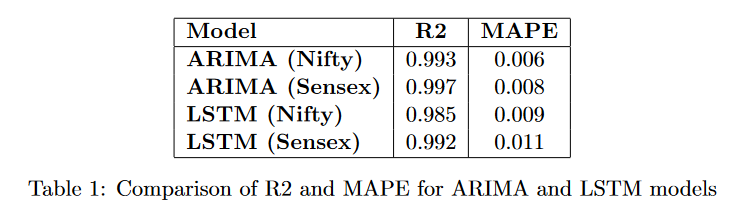 Model R2 MAPE
ARIMA (Nifty) 0.993 0.006
ARIMA (Sensex) 0.997 0.008
LSTM (Nifty) 0.985 0.009
LSTM (Sensex) 0.992 0.011
Table 1: Comparison of R2 and MAPE for ARIMA and LSTM models